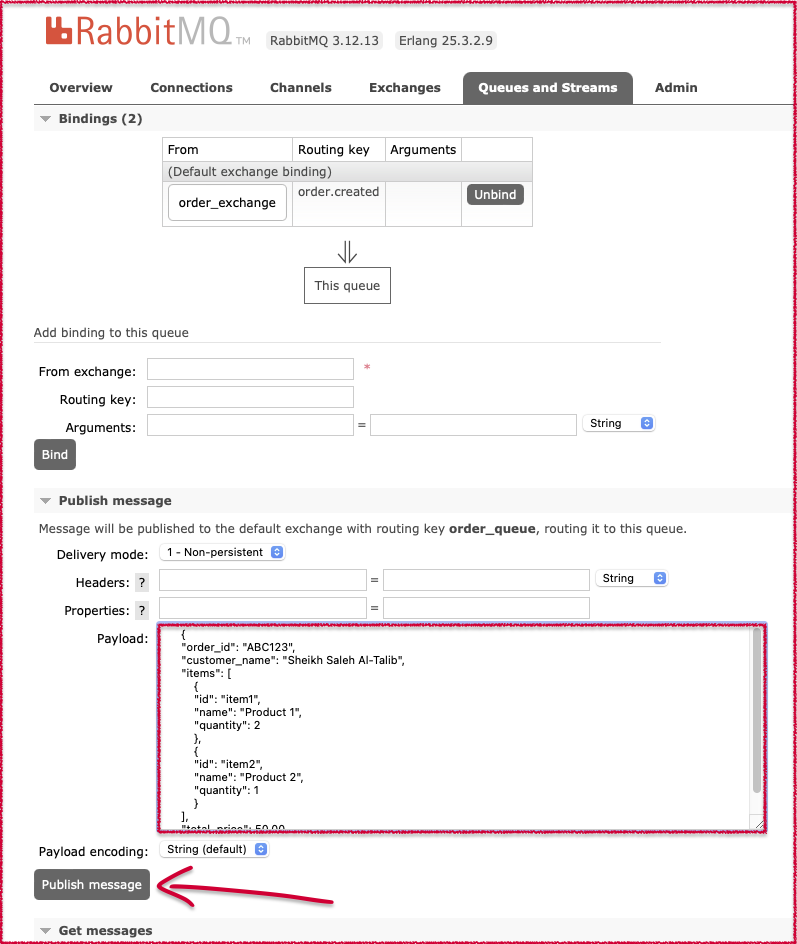 RabbitMQ TM RabbitMQ 3.12.13 Erlang 25.3.2.9
Overview Connections Channels Exchanges Queues and Streams Admin
Bindings (2)
From Routing key Arguments
(Default exchange binding)
order_exchange order.created Unbind
⇓
This queue
Add binding to this queue
From exchange: *
Routing key:
Arguments: = String
Bind
Publish message
Message will be published to the default exchange with routing key order_queue, routing it to this queue.
Delivery mode: 1 - Non-persistent
Headers: ? = String
Properties: ? =
Payload:
{
"order_id": "ABC123",
"customer_name": "Sheikh Saleh Al-Talib",
"items": [
{
"id": "item1",
"name": "Product 1",
"quantity": 2
},
{
"id": "item2",
"name": "Product 2",
"quantity": 1
}
],
"total_price": 50.00
Payload encoding: String (default)
Publish message
Get messages